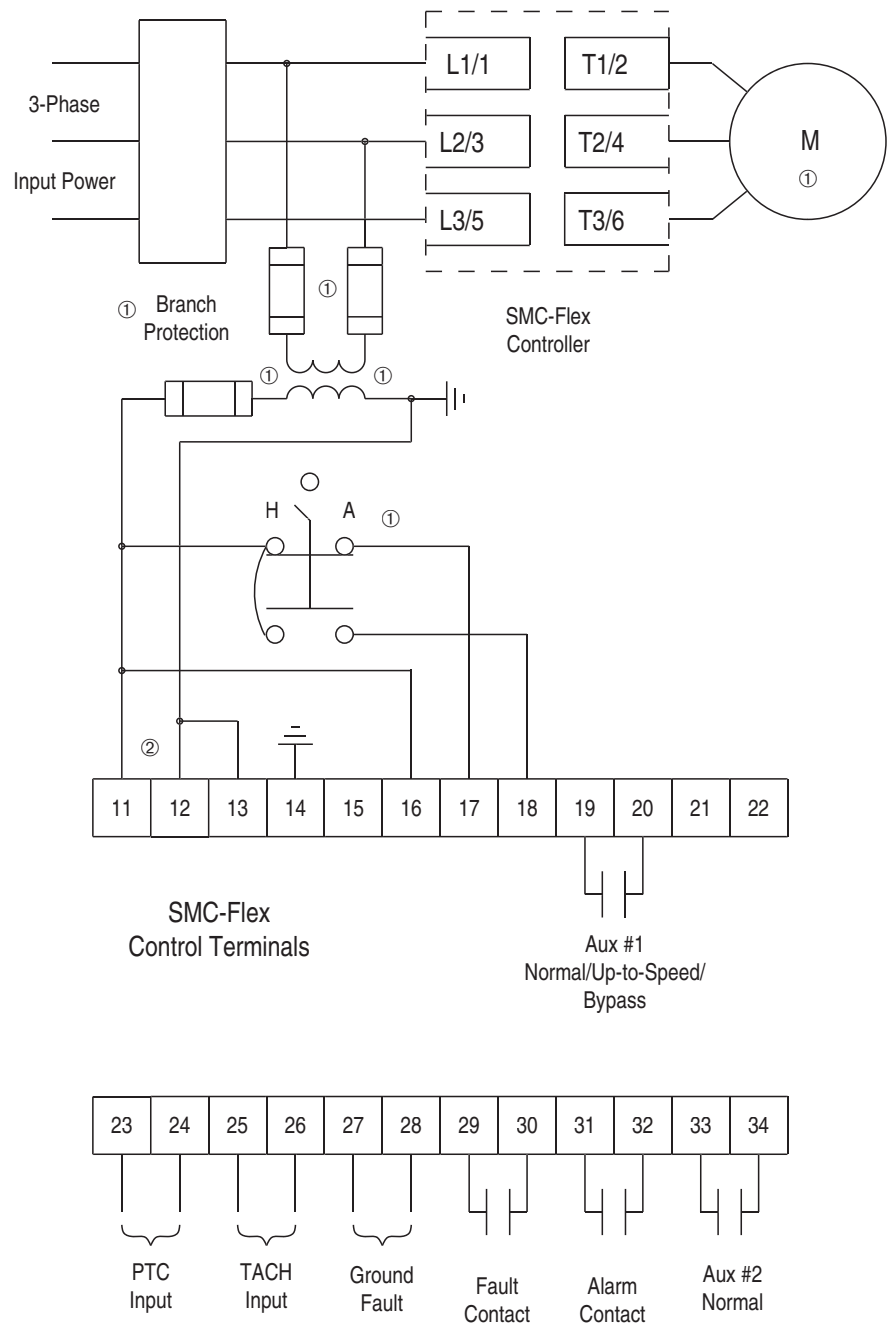 3-Phase
Input Power
L1/1
T1/2
L2/3
T2/4
L3/5
T3/6
M
①
① Branch
Protection
①
SMC-Flex
Controller
①
①
H
A
①
②
11 12 13 14 15 16 17 18 19 20 21 22
SMC-Flex
Control Terminals
Aux #1
Normal/Up-to-Speed/
Bypass
23 24 25 26 27 28 29 30 31 32 33 34
PTC
Input
TACH
Input
Ground
Fault
Fault
Contact
Alarm
Contact
Aux #2
Normal